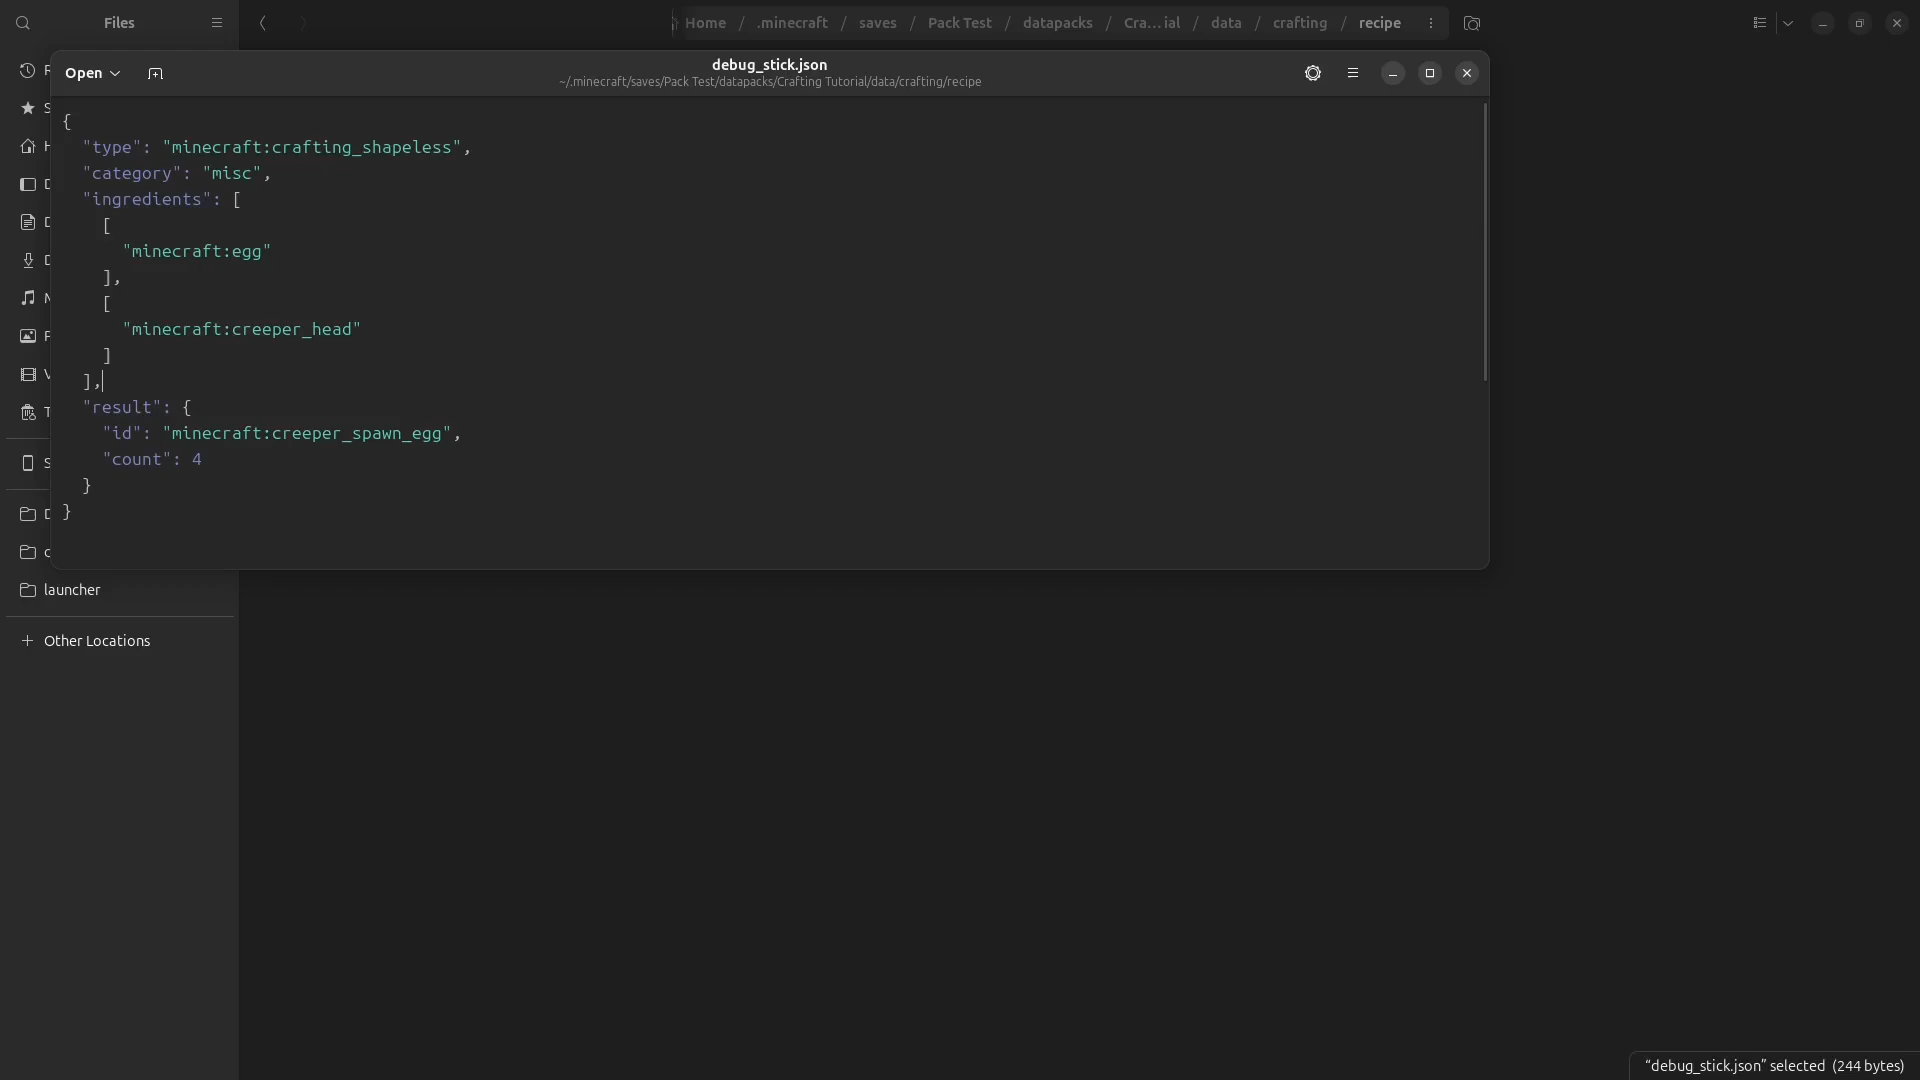 Files
Home / .minecraft / saves / Pack Test / datapacks / Cra…ial / data / crafting / recipe
Open
debug_stick.json
~/.minecraft/saves/Pack Test/datapacks/Crafting Tutorial/data/crafting/recipe
{
  "type": "minecraft:crafting_shapeless",
  "category": "misc",
  "ingredients": [
    [
      "minecraft:egg"
    ],
    [
      "minecraft:creeper_head"
    ]
  ],
  "result": {
    "id": "minecraft:creeper_spawn_egg",
    "count": 4
  }
}
launcher
Other Locations
“debug_stick.json” selected (244 bytes)